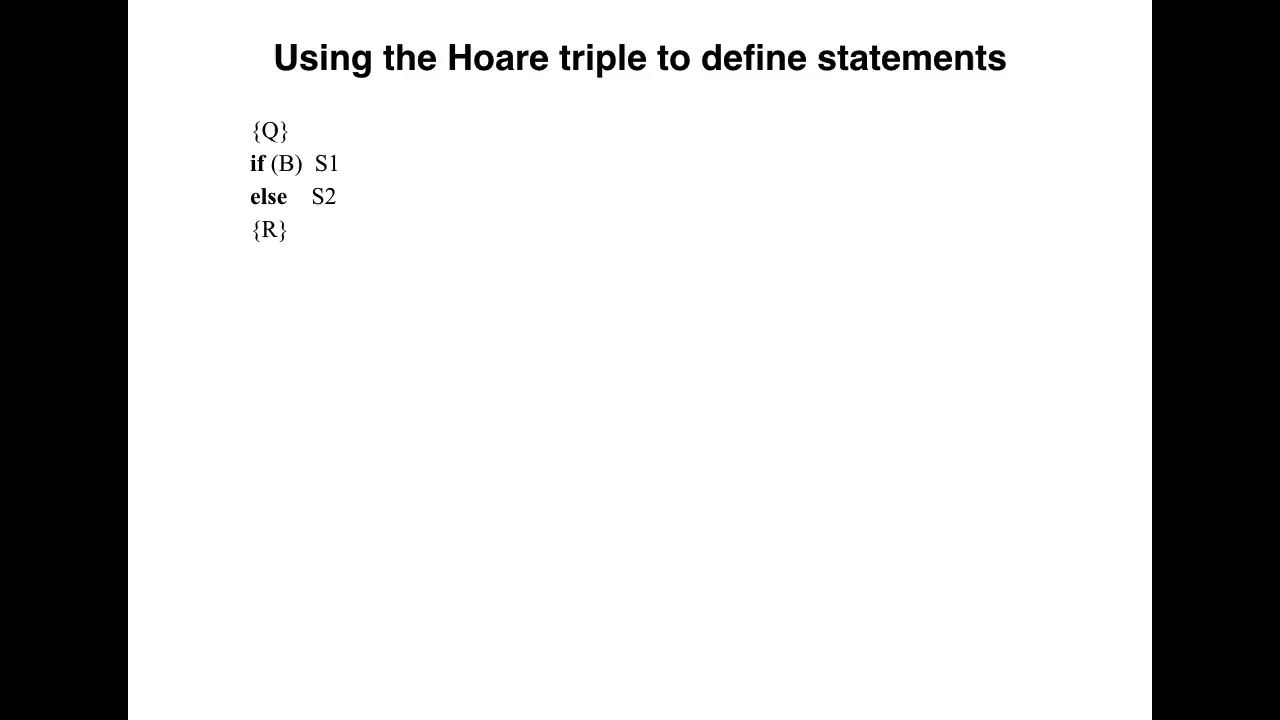 Using the Hoare triple to define statements
{Q}
if (B) S1
else S2
{R}